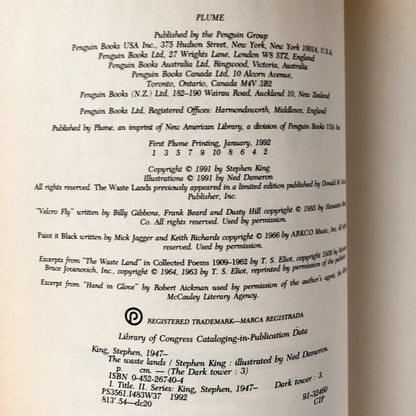 PLUME
Published by the Penguin Group
Penguin Books USA Inc., 375 Hudson Street, New York, New York 10014, U.S.A.
Penguin Books Ltd, 27 Wrights Lane, London W8 5TZ, England
Penguin Books Australia Ltd, Ringwood, Victoria, Australia
Penguin Books Canada Ltd, 10 Alcorn Avenue,
Toronto, Ontario, Canada M4V 3B2
Penguin Books (N.Z.) Ltd, 182–190 Wairau Road, Auckland 10, New Zealand
Penguin Books Ltd, Registered Offices: Harmondsworth, Middlesex, England
Published by Plume, an imprint of New American Library, a division of Penguin Books USA Inc.
First Plume Printing, January, 1992
1 3 5 7 9 10 8 6 4 2
Copyright © 1991 by Stephen King
Illustrations © 1991 by Ned Dameron
All rights reserved. The Waste Lands previously appeared in a limited edition published by Donald M. Grant,
Publisher, Inc.
"Velcro Fly" written by Billy Gibbons, Frank Beard and Dusty Hill copyright © 1985 by Hamstein Music
Co. All rights reserved. Used by permission.
Paint it Black written by Mick Jagger and Keith Richards copyright © 1966 by ABKCO Music, Inc. All rights
reserved. Used by permission.
Excerpts from "The Waste Land" in Collected Poems 1909–1962 by T. S. Eliot, copyright 1936 by Harcourt
Brace Jovanovich, Inc., copyright © 1964, 1963 by T. S. Eliot, reprinted by permission of the publisher.
Excerpt from "Hand in Glove" by Robert Aickman used by permission of the author's agent, the
McCauley Literary Agency.
REGISTERED TRADEMARK—MARCA REGISTRADA
Library of Congress Cataloging-in-Publication Data
King, Stephen, 1947–
The waste lands / Stephen King : illustrated by Ned Dameron
p. cm. — (The Dark tower : 3)
ISBN 0-452-26740-4
I. Title. II. Series: King, Stephen, 1947– Dark tower : 3
PS3561.I483W37 1992
813'.54—dc20
91-32460
CIP